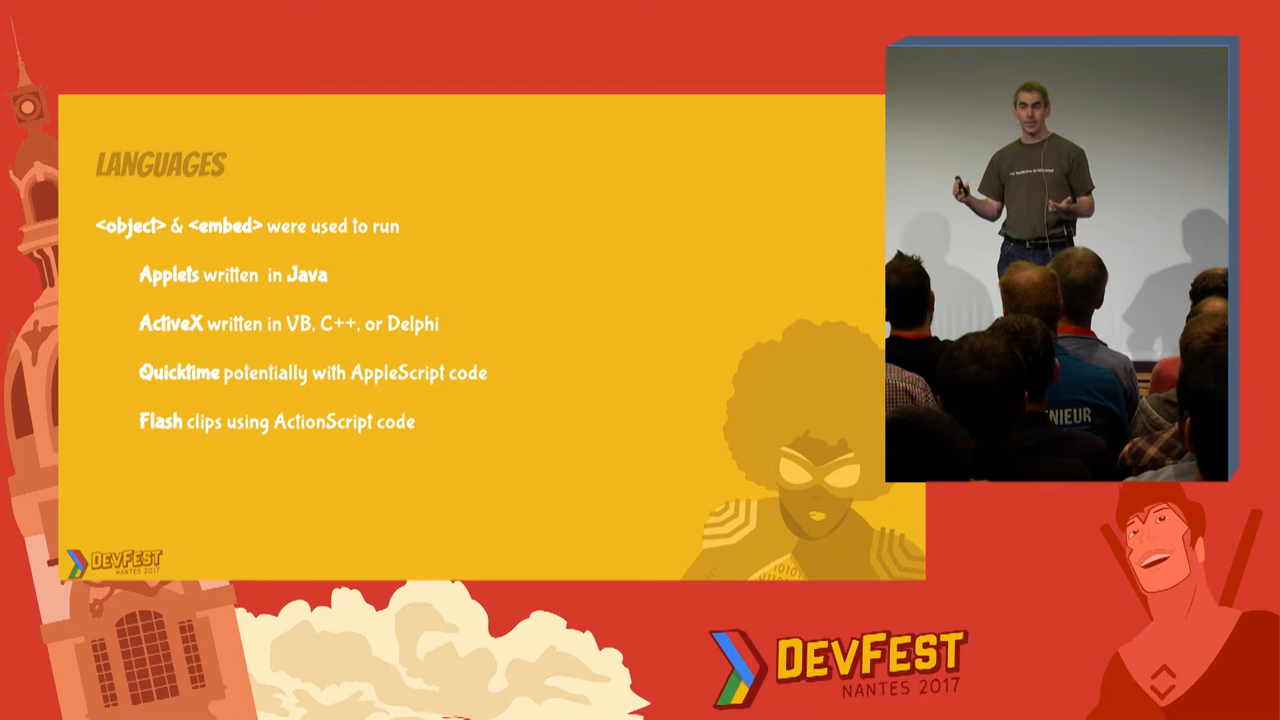 LANGUAGES
<object> & <embed> were used to run
Applets written in Java
ActiveX written in VB, C++, or Delphi
Quicktime potentially with AppleScript code
Flash clips using ActionScript code
DEVFEST
NANTES 2017
NIEUR
DEVFEST
NANTES 2017